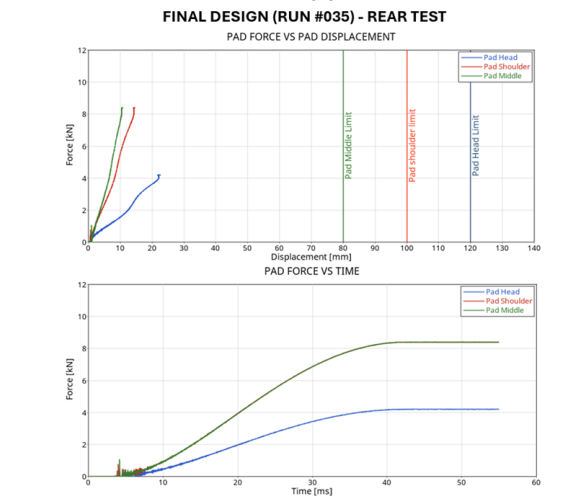 FINAL DESIGN (RUN #035) - REAR TEST
PAD FORCE VS PAD DISPLACEMENT
12
10
8
6
4
2
0
Force [kN]
Pad Head
Pad Shoulder
Pad Middle
Pad Middle Limit
Pad shoulder limit
Pad Head Limit
0 10 20 30 40 50 60 70 80 90 100 110 120 130 140
Displacement [mm]
PAD FORCE VS TIME
12
10
8
6
4
2
0
Force [kN]
Pad Head
Pad Shoulder
Pad Middle
0 10 20 30 40 50 60
Time [ms]